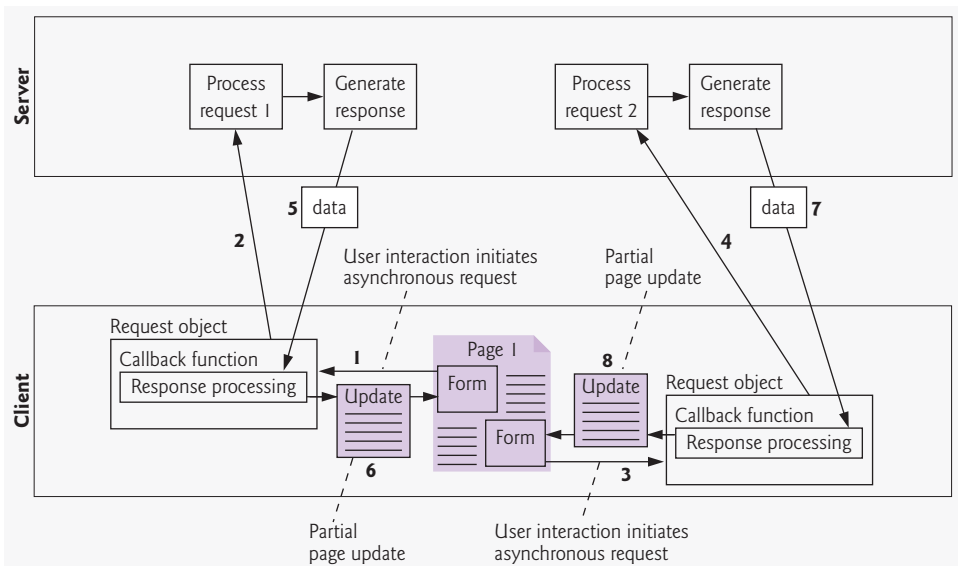 Server
Process
request 1
Generate
response
Process
request 2
Generate
response
5
data
data
7
2
4
User interaction initiates
asynchronous request
Partial
page update
Client
Request object
Callback function
Response processing
1
Page 1
Form
Update
6
Form
8
Update
3
Request object
Callback function
Response processing
Partial
page update
User interaction initiates
asynchronous request